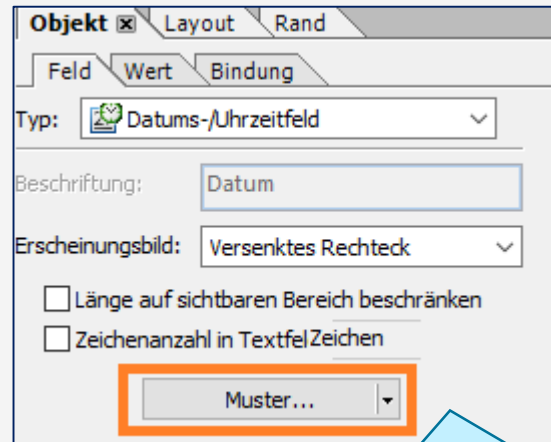 Objekt Layout Rand
Feld Wert Bindung
Typ: Datums-/Uhrzeitfeld
Beschriftung: Datum
Erscheinungsbild: Versenktes Rechteck
Länge auf sichtbaren Bereich beschränken
Zeichenanzahl in Textfel Zeichen
Muster...